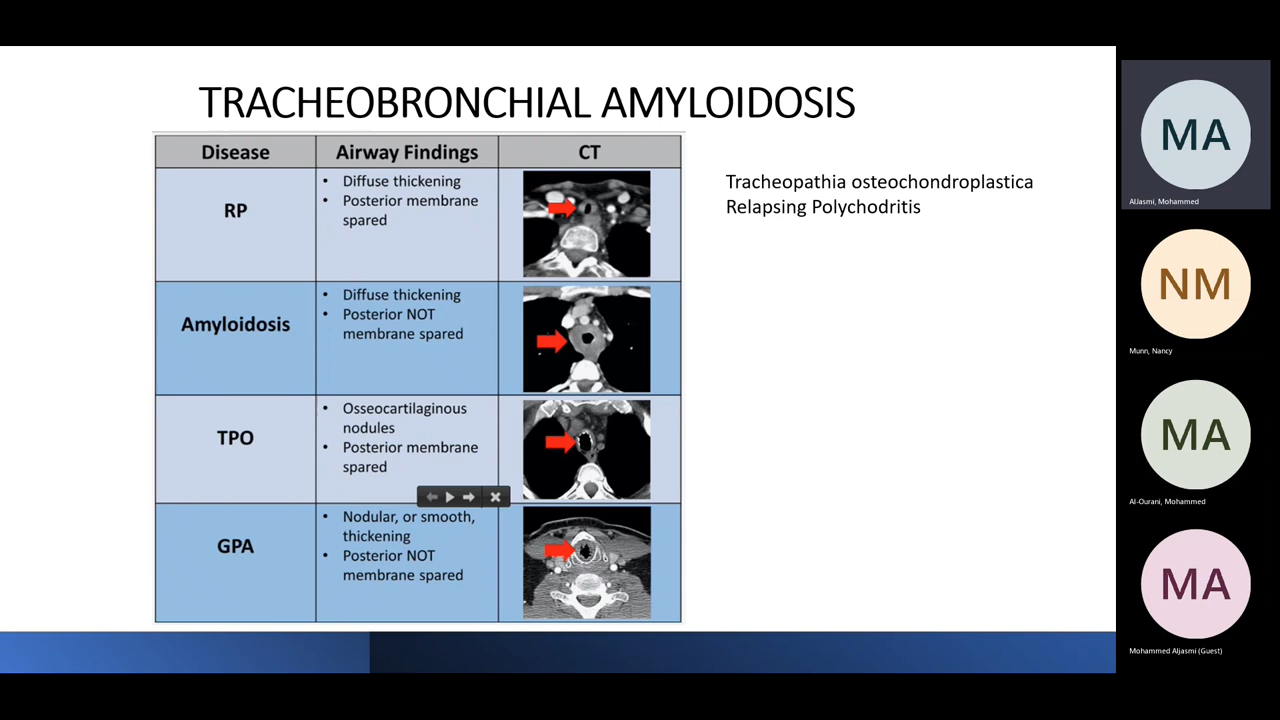 TRACHEOBRONCHIAL AMYLOIDOSIS
Disease
Airway Findings
CT
RP
• Diffuse thickening
• Posterior membrane
spared
Amyloidosis
• Diffuse thickening
• Posterior NOT
membrane spared
TPO
• Osseocartilaginous
nodules
• Posterior membrane
spared
GPA
• Nodular, or smooth,
thickening
• Posterior NOT
membrane spared
Tracheopathia osteochondroplastica
Relapsing Polychodritis
MA
AlJasmi, Mohammed
NM
Munn, Nancy
MA
Al-Ourani, Mohammed
MA
Mohammed Aljasmi (Guest)